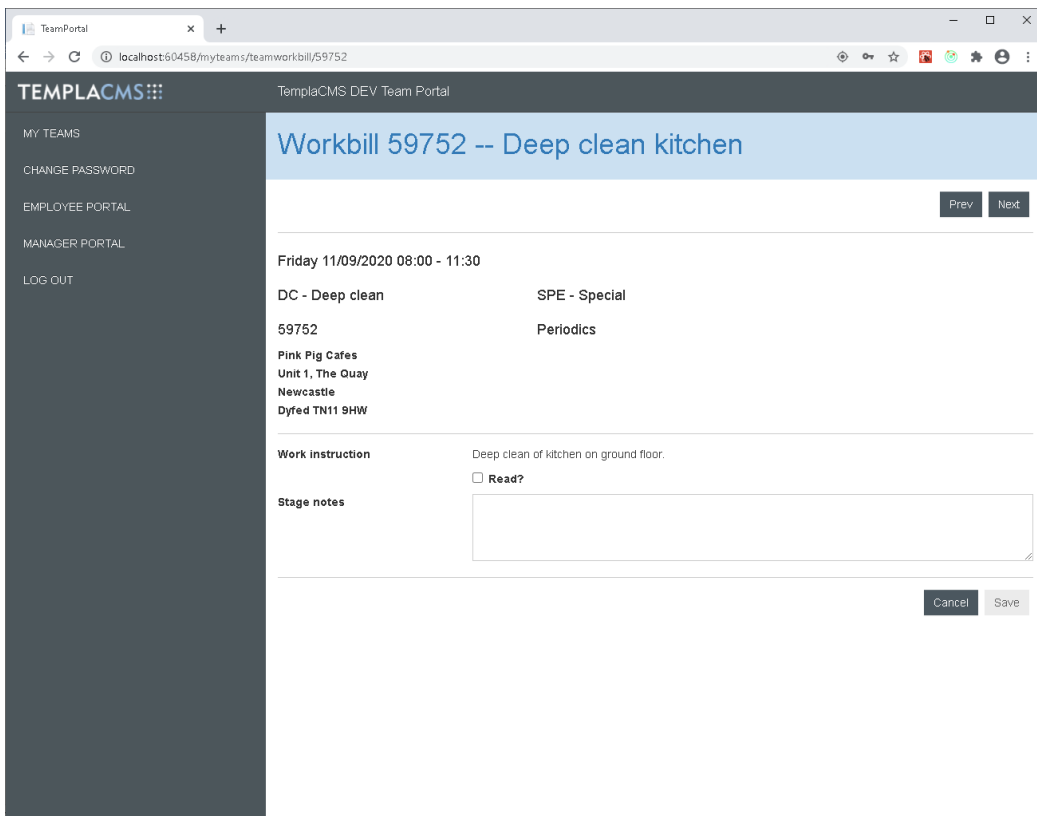 TeamPortal
localhost:60458/myteams/teamworkbill/59752
TEMPLACMS
TemplaCMS DEV Team Portal
MY TEAMS
CHANGE PASSWORD
EMPLOYEE PORTAL
MANAGER PORTAL
LOG OUT
Workbill 59752 -- Deep clean kitchen
Prev Next
Friday 11/09/2020 08:00 - 11:30
DC - Deep clean SPE - Special
59752 Periodics
Pink Pig Cafes
Unit 1, The Quay
Newcastle
Dyfed TN11 9HW
Work instruction Deep clean of kitchen on ground floor.
Read?
Stage notes
Cancel Save